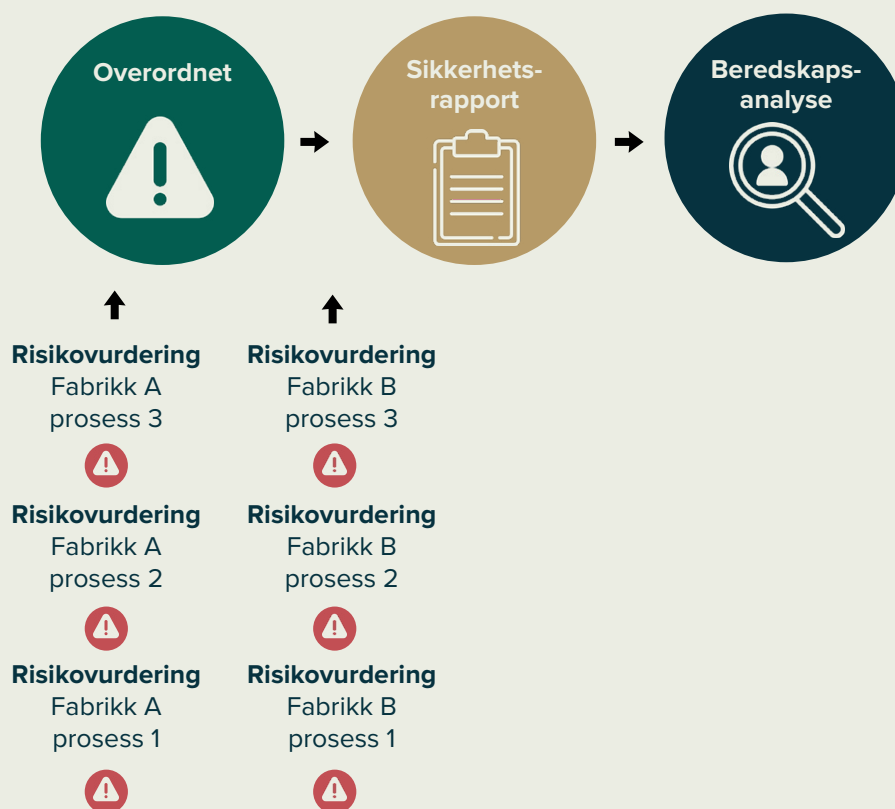 Overordnet
Sikkerhets-
rapport
Beredskaps-
analyse
Risikovurdering
Fabrikk A
prosess 3
Risikovurdering
Fabrikk B
prosess 3
Risikovurdering
Fabrikk A
prosess 2
Risikovurdering
Fabrikk B
prosess 2
Risikovurdering
Fabrikk A
prosess 1
Risikovurdering
Fabrikk B
prosess 1